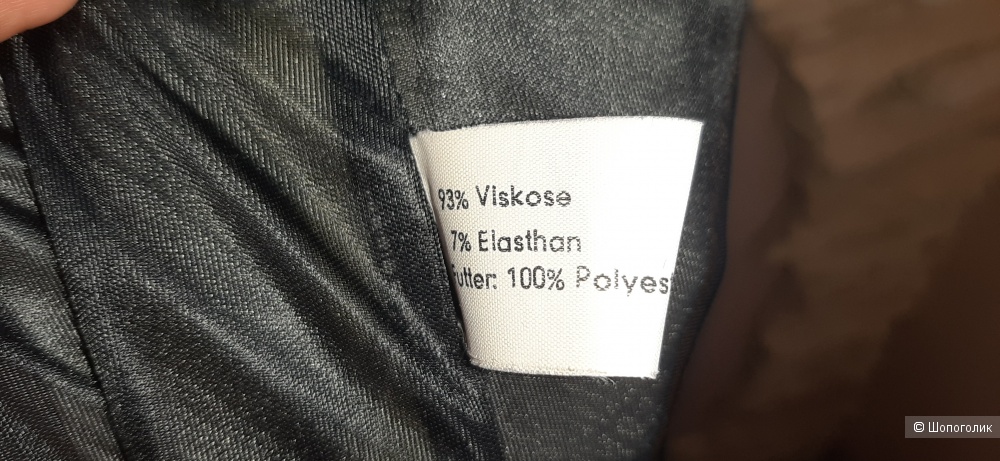 93% Viskose
7% Elasthan
Futter: 100% Polyes
© Шопоголик